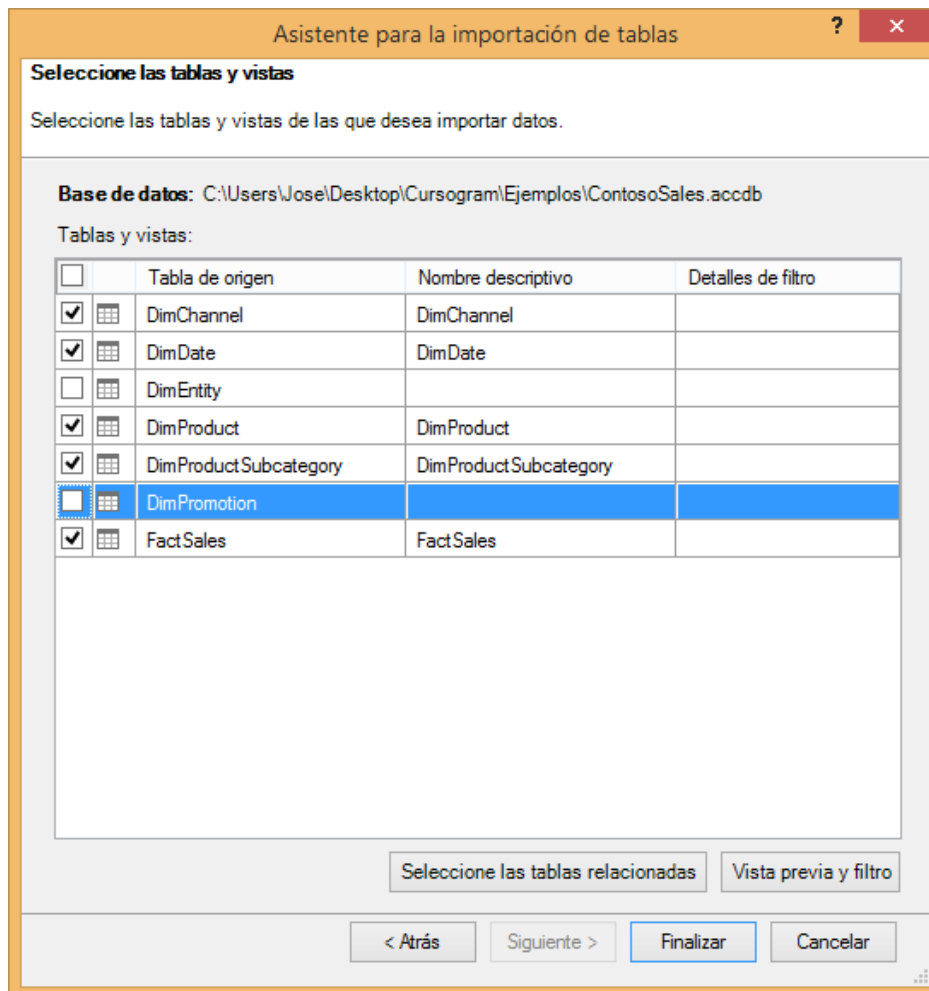 Asistente para la importación de tablas ?
Seleccione las tablas y vistas
Seleccione las tablas y vistas de las que desea importar datos.
Base de datos: C:\Users\Jose\Desktop\Cursogram\Ejemplos\ContosoSales.accdb
Tablas y vistas:
Tabla de origen Nombre descriptivo Detalles de filtro
DimChannel DimChannel
DimDate DimDate
DimEntity
DimProduct DimProduct
DimProductSubcategory DimProductSubcategory
DimPromotion
FactSales FactSales
Seleccione las tablas relacionadas Vista previa y filtro
< Atrás Siguiente > Finalizar Cancelar